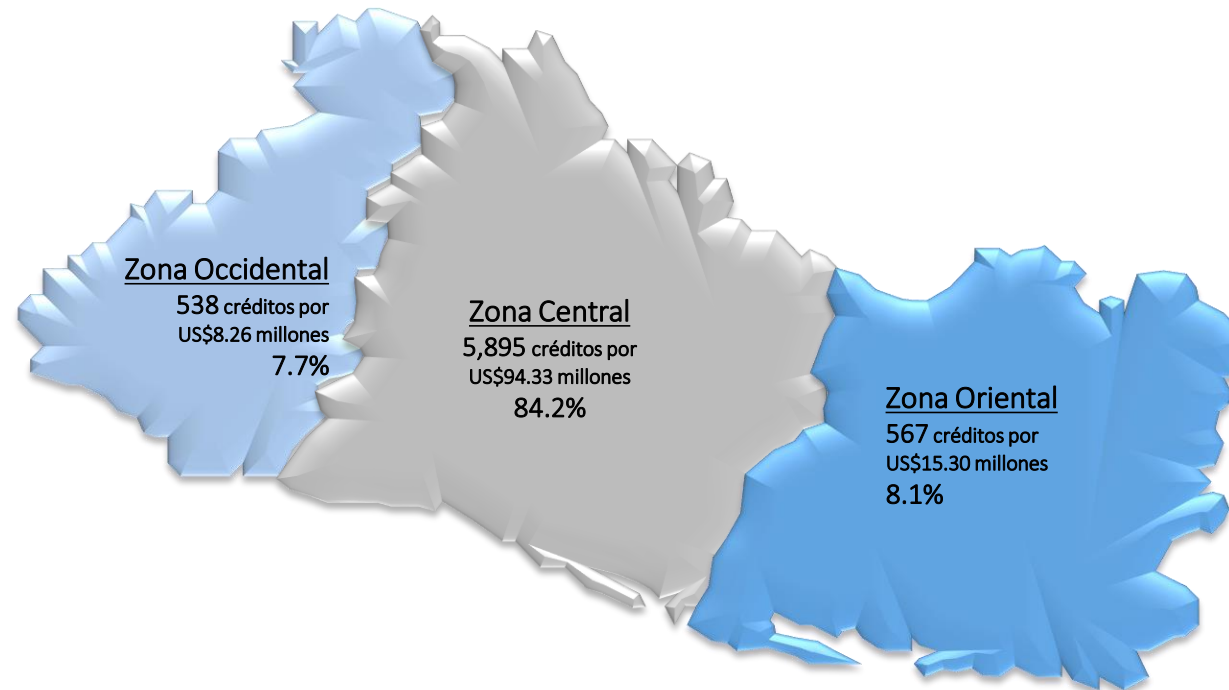 Zona Occidental
538 créditos por
US$8.26 millones
7.7%
Zona Central
5,895 créditos por
US$94.33 millones
84.2%
Zona Oriental
567 créditos por
US$15.30 millones
8.1%